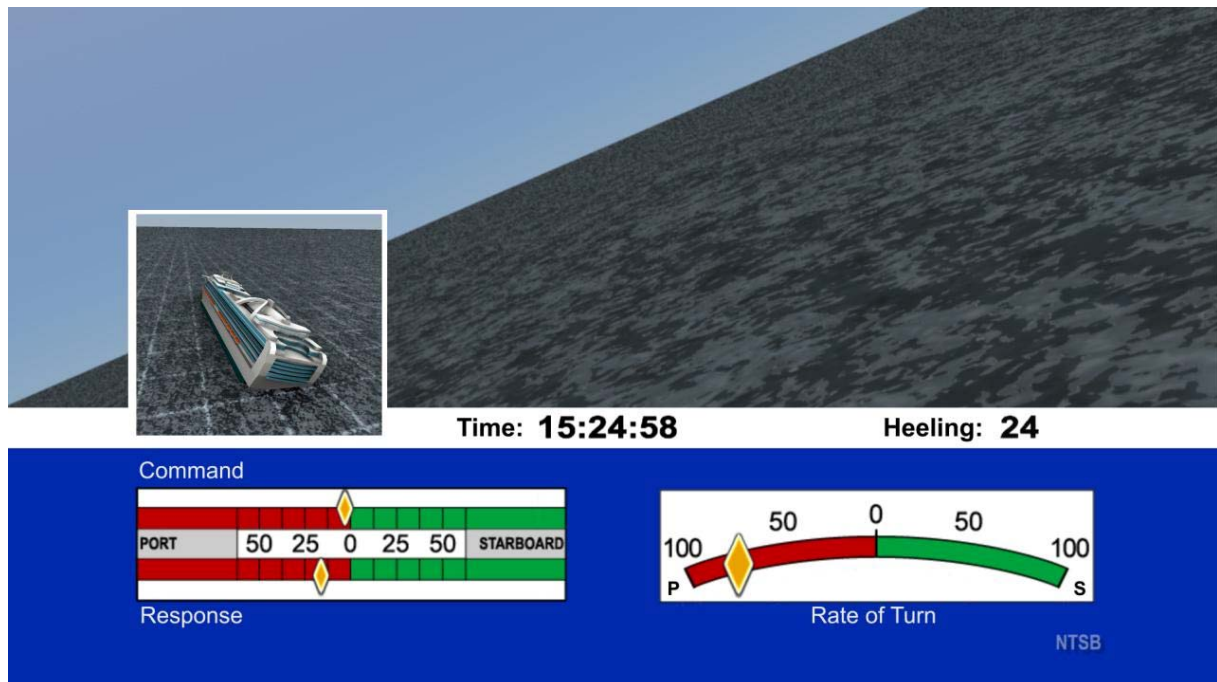 Time: 15:24:58
Heeling: 24
Command
PORT 50 25 0 25 50 STARBOARD
Response
100 50 0 50 100
P S
Rate of Turn
NTSB